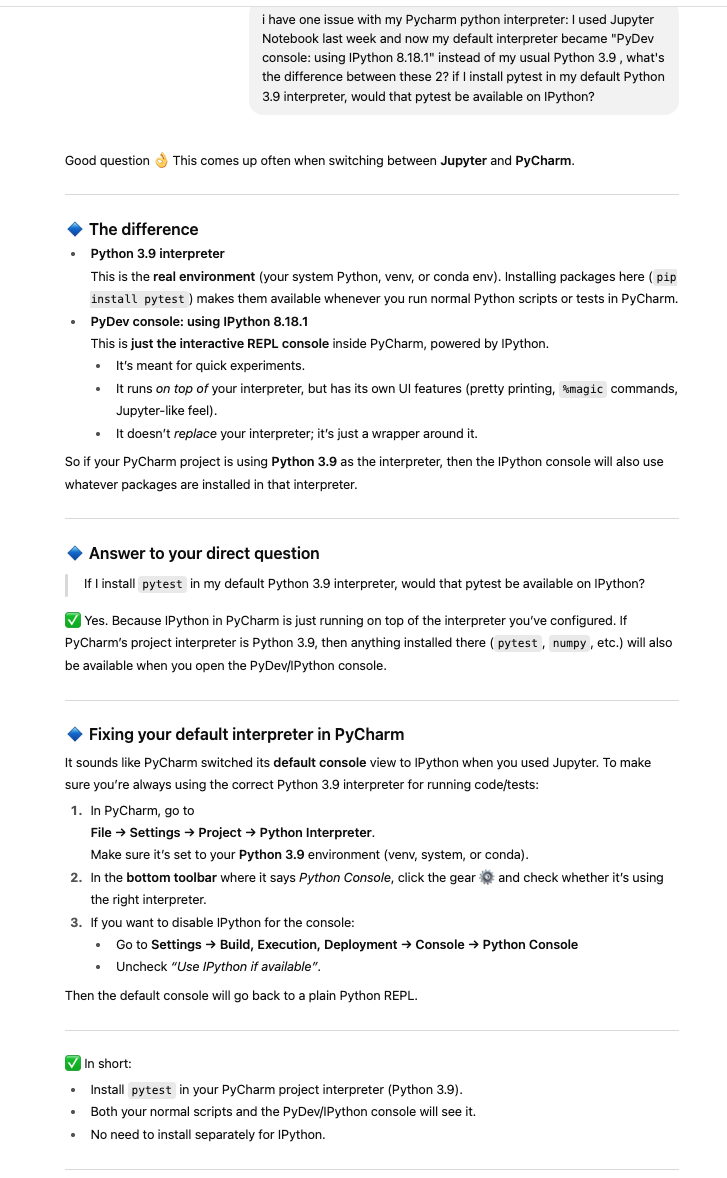 i have one issue with my Pycharm python interpreter: I used Jupyter
Notebook last week and now my default interpreter became "PyDev
console: using IPython 8.18.1" instead of my usual Python 3.9 , what's
the difference between these 2? if I install pytest in my default Python
3.9 interpreter, would that pytest be available on IPython?
Good question 👌 This comes up often when switching between Jupyter and PyCharm.
🔷 The difference
• Python 3.9 interpreter
This is the real environment (your system Python, venv, or conda env). Installing packages here ( pip
install pytest ) makes them available whenever you run normal Python scripts or tests in PyCharm.
• PyDev console: using IPython 8.18.1
This is just the interactive REPL console inside PyCharm, powered by IPython.
• It's meant for quick experiments.
• It runs on top of your interpreter, but has its own UI features (pretty printing, %magic commands,
Jupyter-like feel).
• It doesn't replace your interpreter; it's just a wrapper around it.
So if your PyCharm project is using Python 3.9 as the interpreter, then the IPython console will also use
whatever packages are installed in that interpreter.
🔷 Answer to your direct question
If I install pytest in my default Python 3.9 interpreter, would that pytest be available on IPython?
✅ Yes. Because IPython in PyCharm is just running on top of the interpreter you've configured. If
PyCharm's project interpreter is Python 3.9, then anything installed there ( pytest , numpy , etc.) will also
be available when you open the PyDev/IPython console.
🔷 Fixing your default interpreter in PyCharm
It sounds like PyCharm switched its default console view to IPython when you used Jupyter. To make
sure you're always using the correct Python 3.9 interpreter for running code/tests:
1. In PyCharm, go to
File → Settings → Project → Python Interpreter.
Make sure it's set to your Python 3.9 environment (venv, system, or conda).
2. In the bottom toolbar where it says Python Console, click the gear ⚙️ and check whether it's using
the right interpreter.
3. If you want to disable IPython for the console:
• Go to Settings → Build, Execution, Deployment → Console → Python Console
• Uncheck "Use IPython if available".
Then the default console will go back to a plain Python REPL.
✅ In short:
• Install pytest in your PyCharm project interpreter (Python 3.9).
• Both your normal scripts and the PyDev/IPython console will see it.
• No need to install separately for IPython.